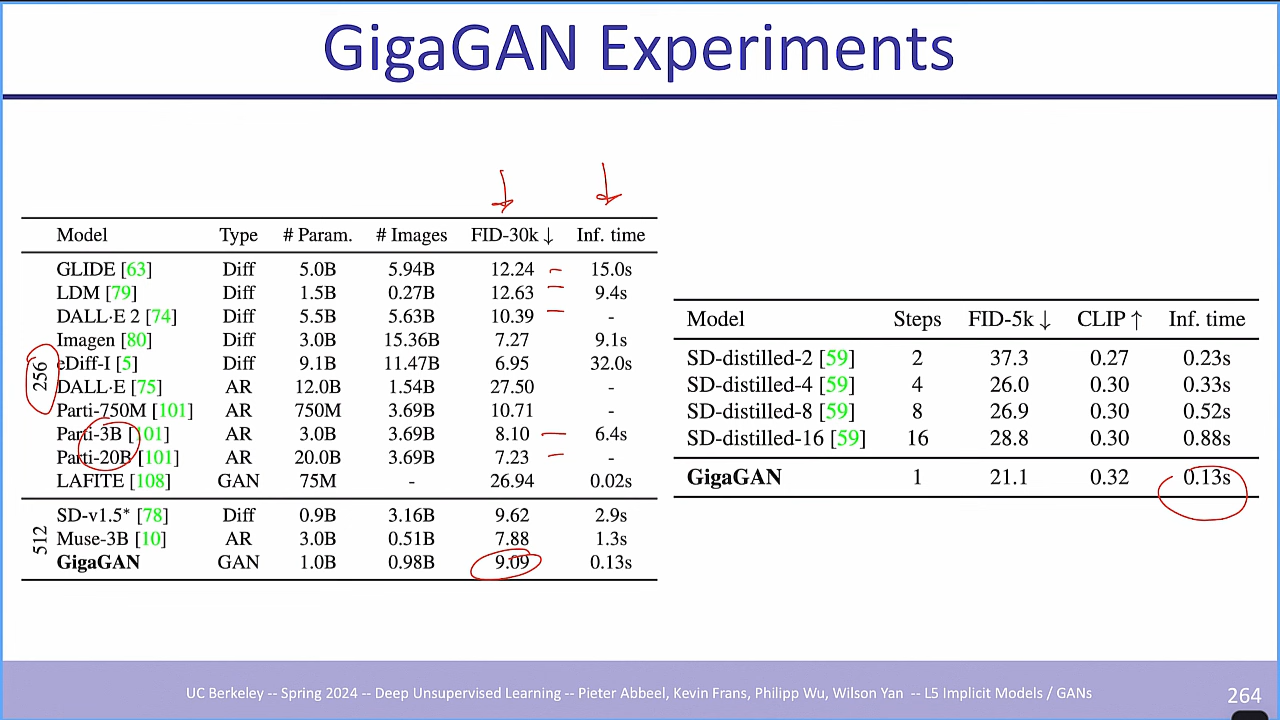 GigaGAN Experiments
Model Type # Param. # Images FID-30k ↓ Inf. time
GLIDE [63] Diff 5.0B 5.94B 12.24 15.0s
LDM [79] Diff 1.5B 0.27B 12.63 9.4s
DALL·E 2 [74] Diff 5.5B 5.63B 10.39 -
Imagen [80] Diff 3.0B 15.36B 7.27 9.1s
256
eDiff-I [5] Diff 9.1B 11.47B 6.95 32.0s
DALL·E [75] AR 12.0B 1.54B 27.50 -
Parti-750M [101] AR 750M 3.69B 10.71 -
Parti-3B [101] AR 3.0B 3.69B 8.10 6.4s
Parti-20B [101] AR 20.0B 3.69B 7.23 -
LAFITE [108] GAN 75M - 26.94 0.02s
512
SD-v1.5* [78] Diff 0.9B 3.16B 9.62 2.9s
Muse-3B [10] AR 3.0B 0.51B 7.88 1.3s
GigaGAN GAN 1.0B 0.98B 9.09 0.13s
Model Steps FID-5k ↓ CLIP ↑ Inf. time
SD-distilled-2 [59] 2 37.3 0.27 0.23s
SD-distilled-4 [59] 4 26.0 0.30 0.33s
SD-distilled-8 [59] 8 26.9 0.30 0.52s
SD-distilled-16 [59] 16 28.8 0.30 0.88s
GigaGAN 1 21.1 0.32 0.13s
UC Berkeley -- Spring 2024 -- Deep Unsupervised Learning -- Pieter Abbeel, Kevin Frans, Philipp Wu, Wilson Yan -- L5 Implicit Models / GANs
264